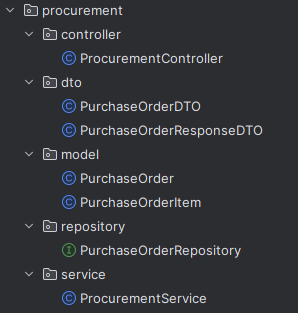 procurement
controller
ProcurementController
dto
PurchaseOrderDTO
PurchaseOrderResponseDTO
model
PurchaseOrder
PurchaseOrderItem
repository
PurchaseOrderRepository
service
ProcurementService